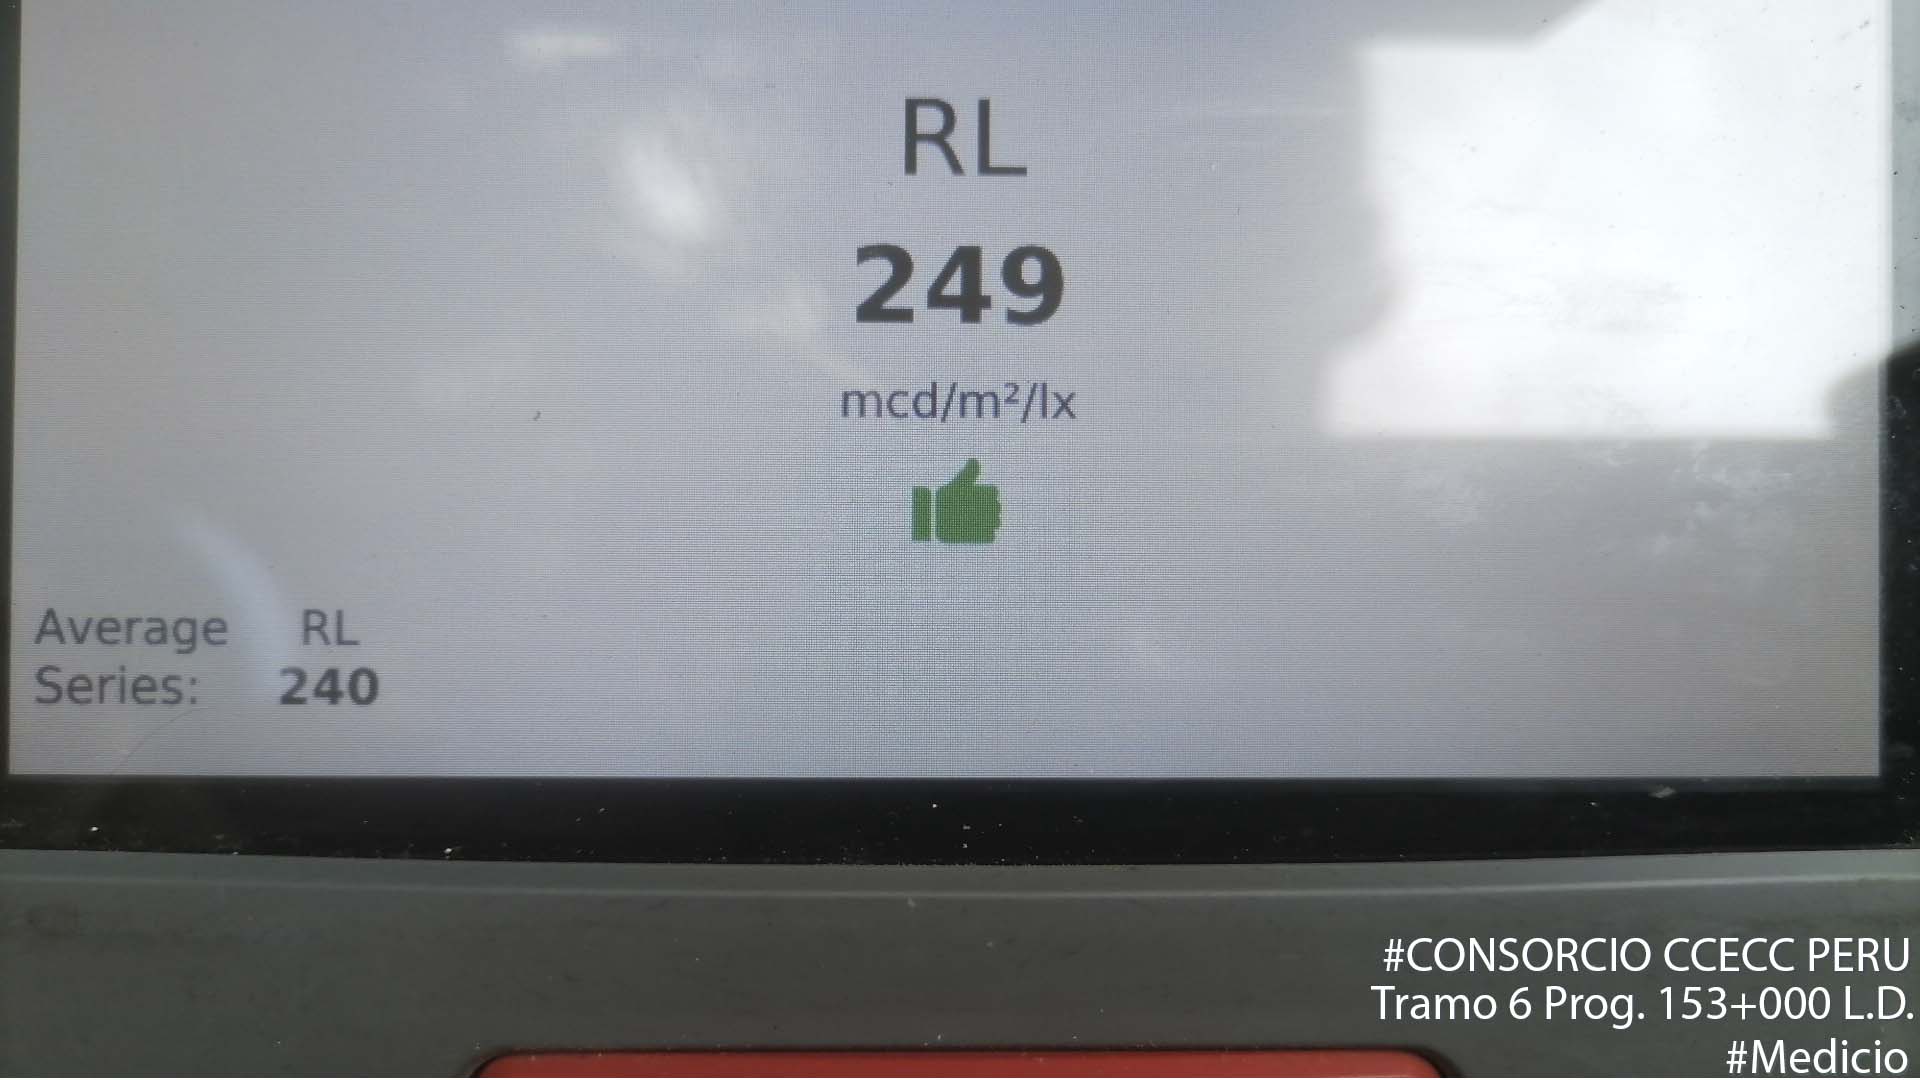 RL
249
mcd/m²/lx
Average RL
Series: 240
#CONSORCIO CCECC PERU
Tramo 6 Prog. 153+000 L.D.
#Medicio